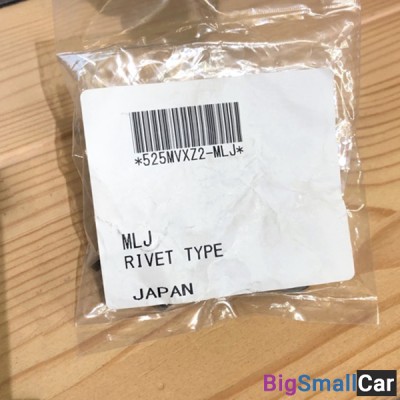 *525MVXZ2-MLJ*
MLJ
RIVET TYPE
JAPAN
BigSmallCar